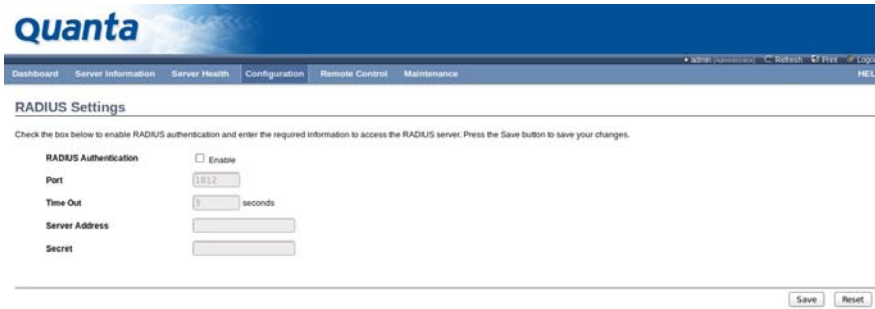 Quanta
admin (Administrator) Refresh Print Logo
Dashboard Server Information Server Health Configuration Remote Control Maintenance HEL
RADIUS Settings
Check the box below to enable RADIUS authentication and enter the required information to access the RADIUS server. Press the Save button to save your changes.
RADIUS Authentication Enable
Port 1812
Time Out 3 seconds
Server Address
Secret
Save Reset